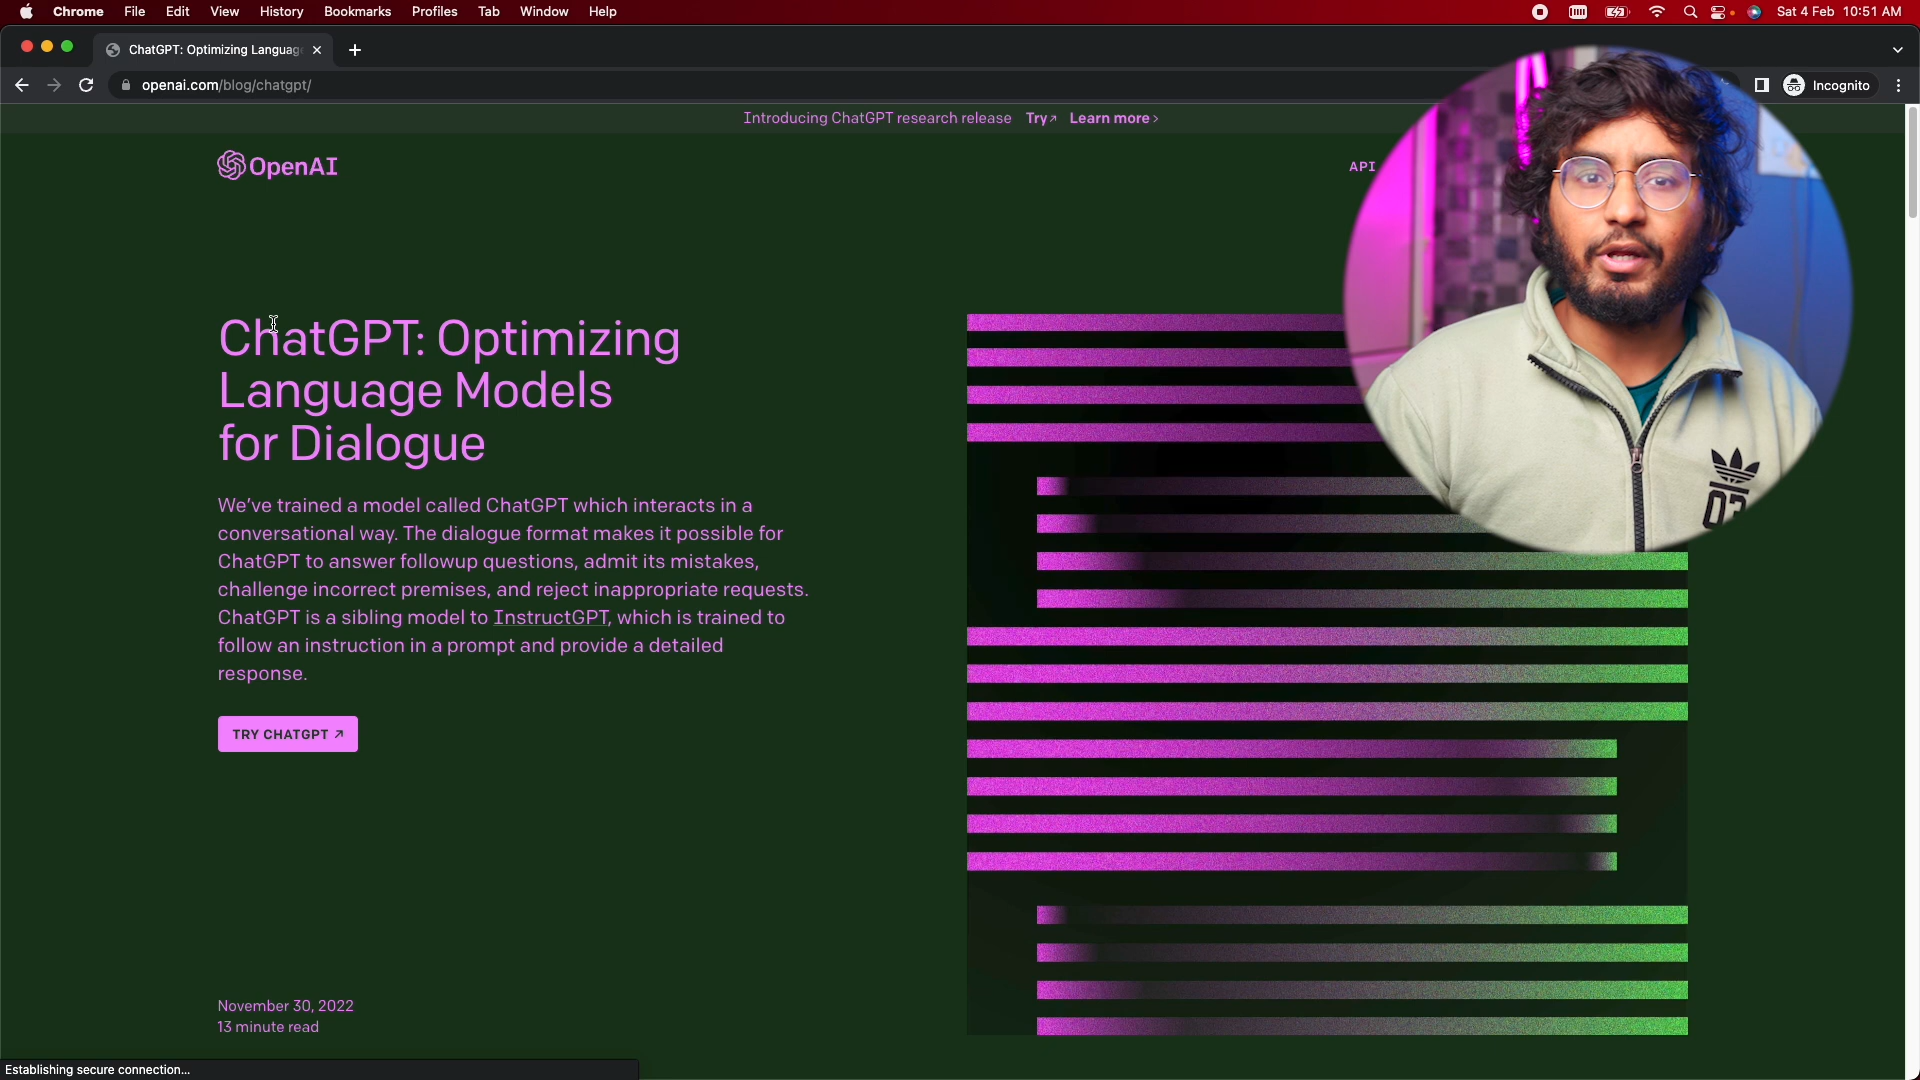 Chrome File Edit View History Bookmarks Profiles Tab Window Help Sat 4 Feb 10:51 AM
ChatGPT: Optimizing Languag
openai.com/blog/chatgpt/ Incognito
Introducing ChatGPT research release Try↗ Learn more›
OpenAI API
ChatGPT: Optimizing
Language Models
for Dialogue
We’ve trained a model called ChatGPT which interacts in a
conversational way. The dialogue format makes it possible for
ChatGPT to answer followup questions, admit its mistakes,
challenge incorrect premises, and reject inappropriate requests.
ChatGPT is a sibling model to InstructGPT, which is trained to
follow an instruction in a prompt and provide a detailed
response.
TRY CHATGPT ↗
November 30, 2022
13 minute read
Establishing secure connection...